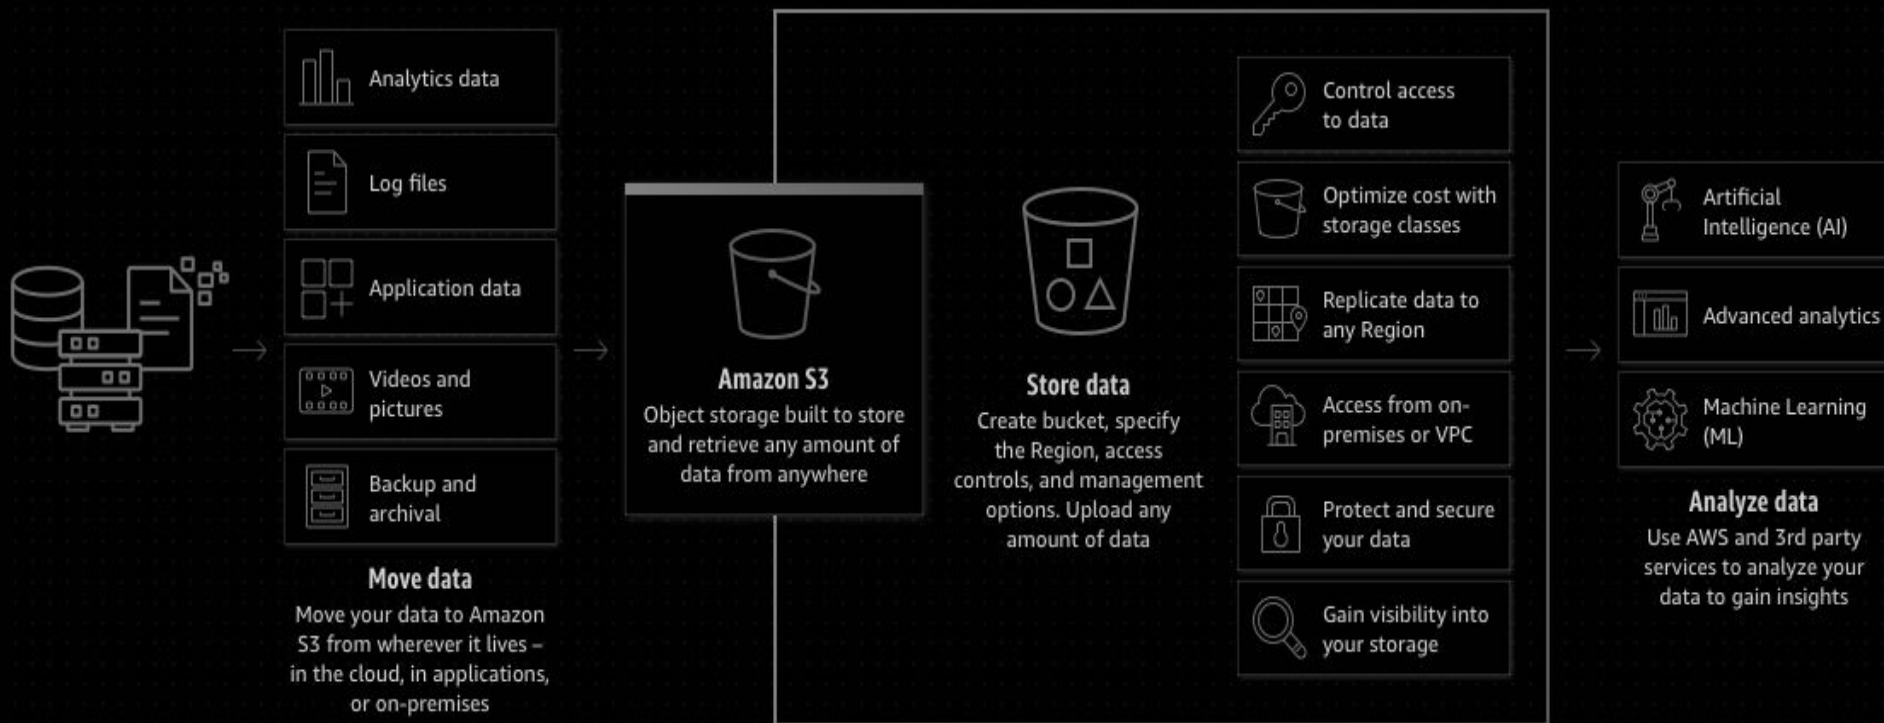 Analytics data
Log files
Application data
Videos and
pictures
Backup and
archival
Move data
Move your data to Amazon
S3 from wherever it lives –
in the cloud, in applications,
or on-premises
Amazon S3
Object storage built to store
and retrieve any amount of
data from anywhere
Store data
Create bucket, specify
the Region, access
controls, and management
options. Upload any
amount of data
Control access
to data
Optimize cost with
storage classes
Replicate data to
any Region
Access from on-
premises or VPC
Protect and secure
your data
Gain visibility into
your storage
Artificial
Intelligence (AI)
Advanced analytics
Machine Learning
(ML)
Analyze data
Use AWS and 3rd party
services to analyze your
data to gain insights